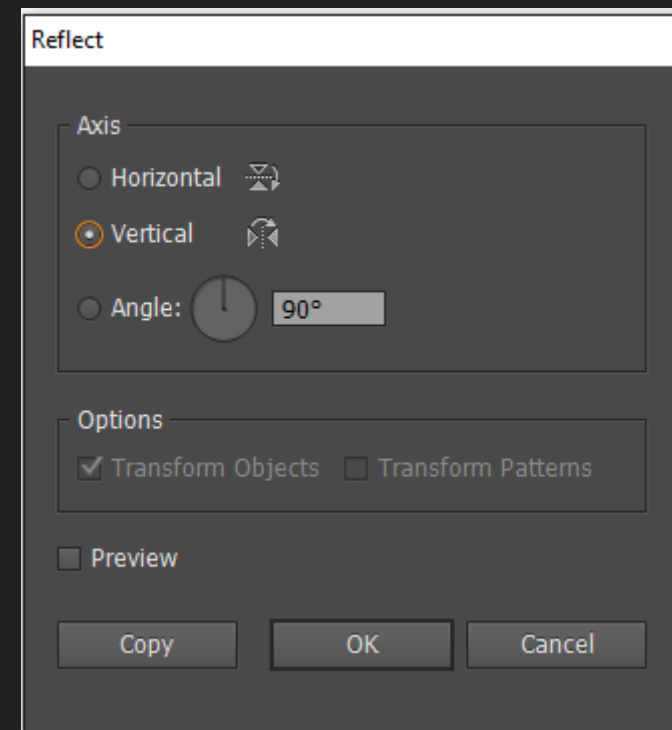 Reflect
Axis
Horizontal
Vertical
Angle: 90°
Options
Transform Objects Transform Patterns
Preview
Copy OK Cancel